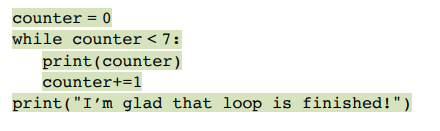 counter = 0
while counter < 7:
    print(counter)
    counter+=1
print("I’m glad that loop is finished!")